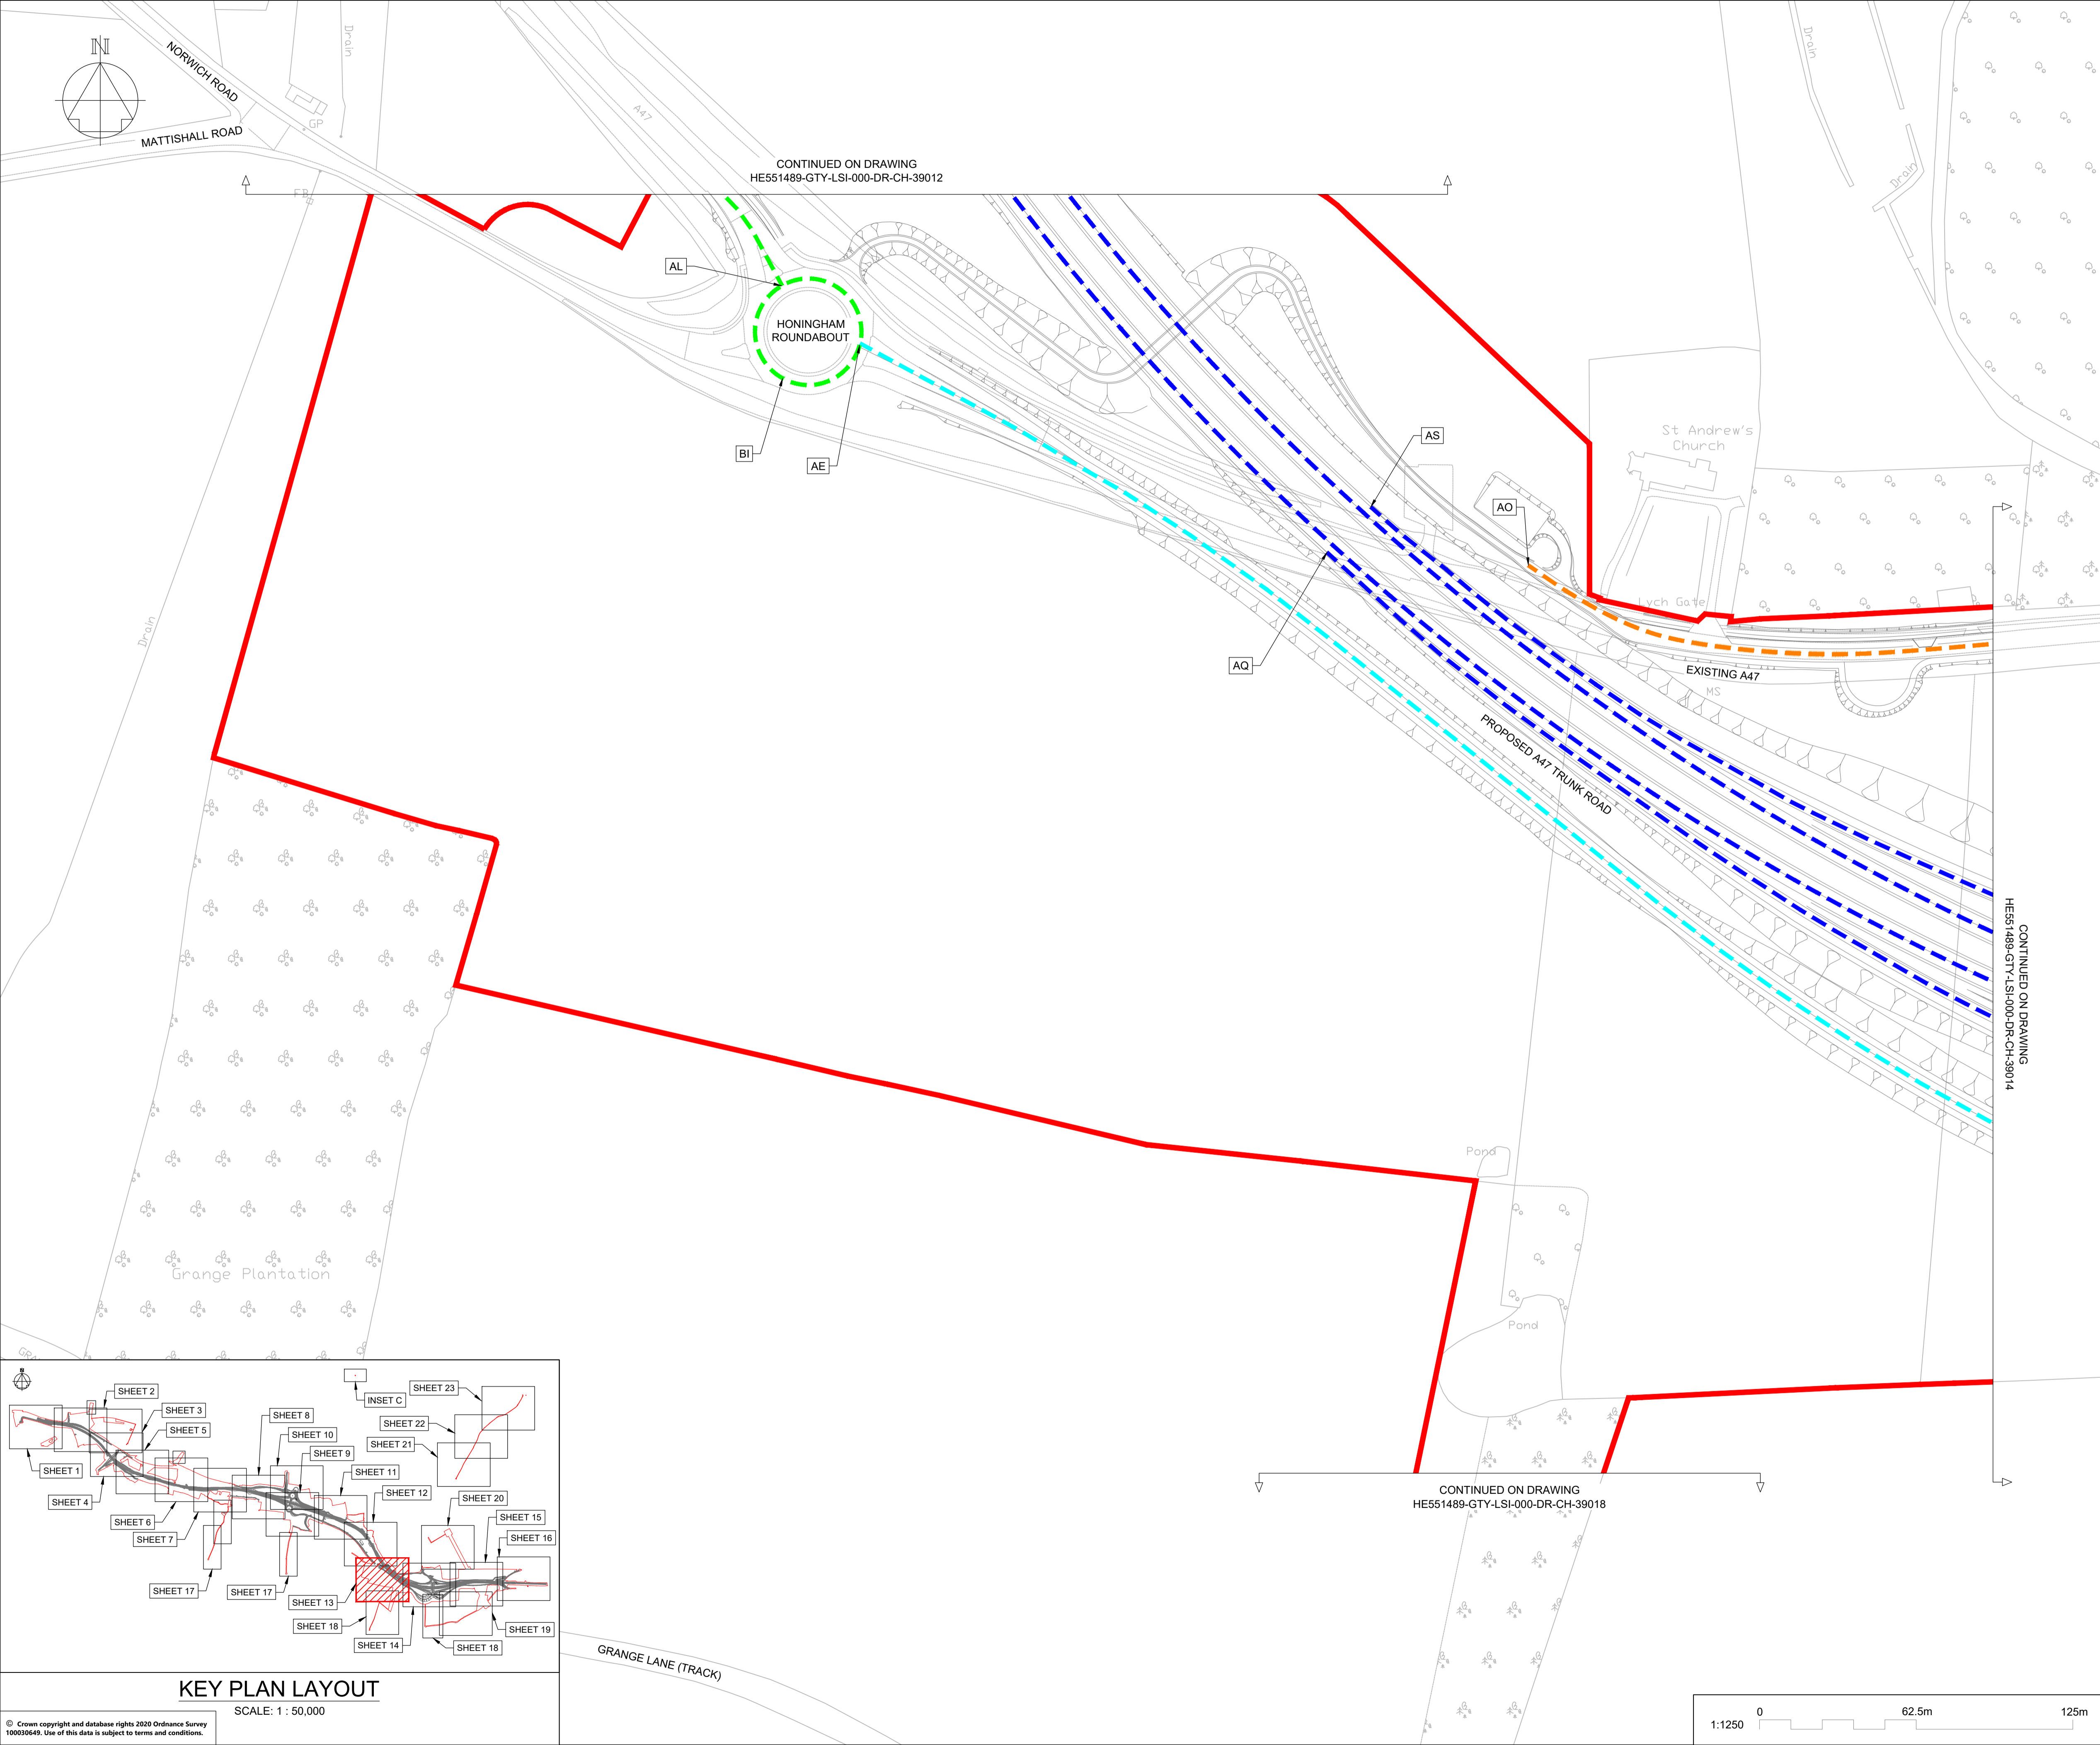 N
NORWICH ROAD
MATTISHALL ROAD
Drain
GP
FB
A47
CONTINUED ON DRAWING
HE551489-GTY-LSI-000-DR-CH-39012
Drain
Drain
AL
HONINGHAM
ROUNDABOUT
BI
AE
AS
AO
AQ
St Andrew's
Church
Lych Gate
EXISTING A47
MS
PROPOSED A47 TRUNK ROAD
Drain
CONTINUED ON DRAWING
HE551489-GTY-LSI-000-DR-CH-39014
Pond
Pond
Grange Plantation
CONTINUED ON DRAWING
HE551489-GTY-LSI-000-DR-CH-39018
GRANGE LANE (TRACK)
N
INSET C
SHEET 23
SHEET 2
SHEET 3
SHEET 5
SHEET 8
SHEET 22
SHEET 10
SHEET 21
SHEET 9
SHEET 1
SHEET 11
SHEET 12
SHEET 4
SHEET 20
SHEET 6
SHEET 15
SHEET 7
SHEET 16
SHEET 17
SHEET 17
SHEET 13
SHEET 18
SHEET 19
SHEET 14
SHEET 18
KEY PLAN LAYOUT
SCALE: 1 : 50,000
© Crown copyright and database rights 2020 Ordnance Survey
100030649. Use of this data is subject to terms and conditions.
1:1250
0
62.5m
125m